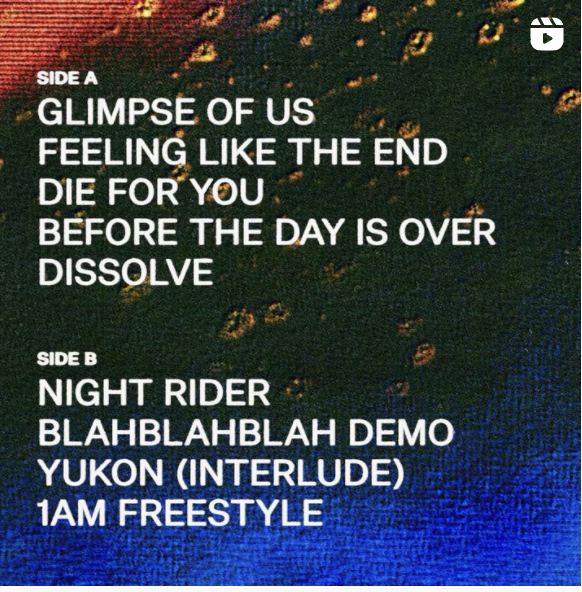 SIDE A
GLIMPSE OF US
FEELING LIKE THE END
DIE FOR YOU
BEFORE THE DAY IS OVER
DISSOLVE
SIDE B
NIGHT RIDER
BLAHBLAHBLAH DEMO
YUKON (INTERLUDE)
1AM FREESTYLE